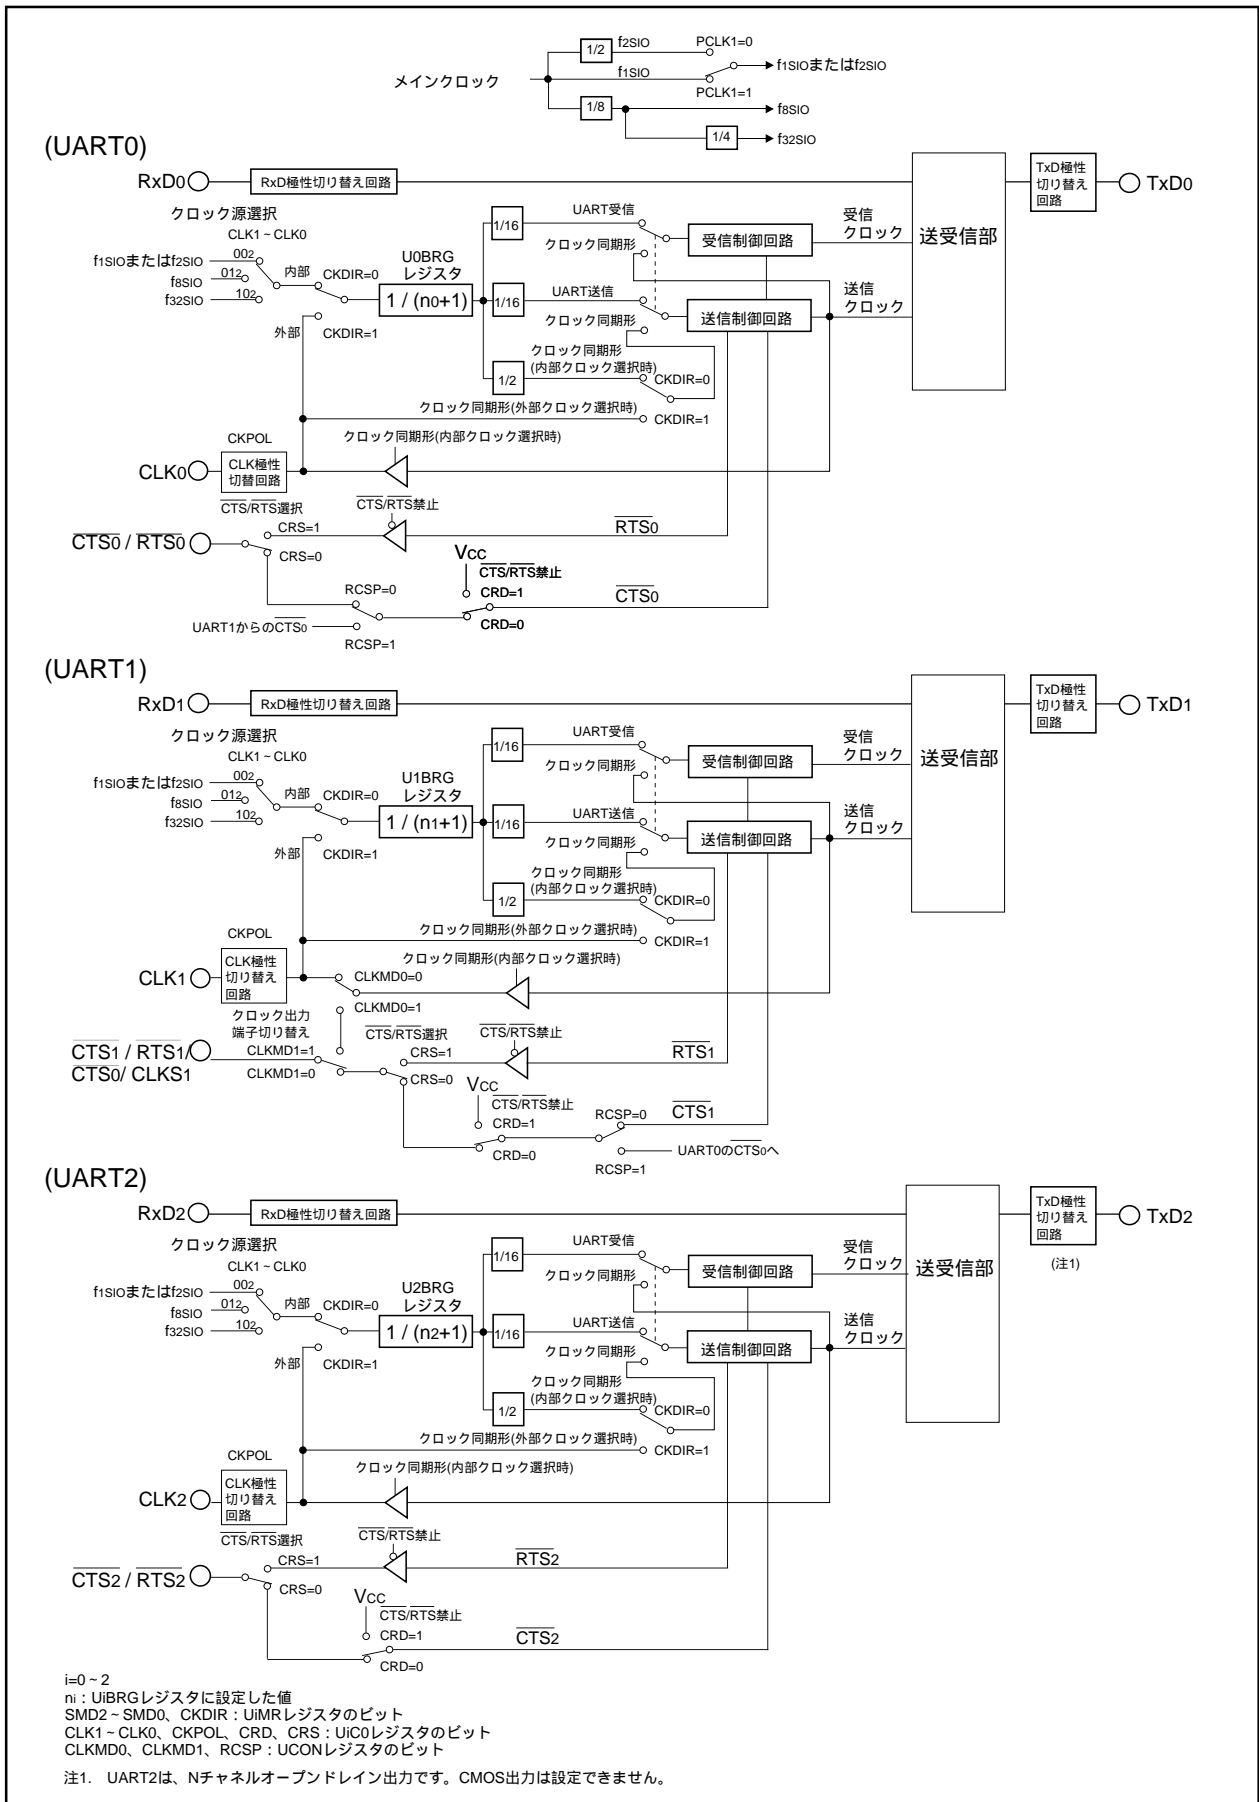 1/2
f2SIO
PCLK1=0
メインクロック
f1SIO
f1SIOまたはf2SIO
PCLK1=1
1/8
f8SIO
1/4
f32SIO
(UART0)
RxD0
RxD極性切り替え回路
TxD極性
切り替え
回路
TxD0
クロック源選択
CLK1~CLK0
f1SIOまたはf2SIO
002
f8SIO
012
f32SIO
102
内部
CKDIR=0
外部
CKDIR=1
U0BRG
レジスタ
1 / (n0+1)
1/16
UART受信
クロック同期形
受信制御回路
受信
クロック
送受信部
1/16
UART送信
クロック同期形
送信制御回路
送信
クロック
クロック同期形
(内部クロック選択時)
1/2
CKDIR=0
クロック同期形(外部クロック選択時)
CKDIR=1
CKPOL
クロック同期形(内部クロック選択時)
CLK0
CLK極性
切替回路
CTS/RTS選択
CTS/RTS禁止
CTS0 / RTS0
CRS=1
CRS=0
RTS0
VCC
CTS/RTS禁止
RCSP=0
CRD=1
CTS0
CRD=0
UART1からのCTS0
RCSP=1
(UART1)
RxD1
RxD極性切り替え回路
TxD極性
切り替え
回路
TxD1
クロック源選択
CLK1~CLK0
f1SIOまたはf2SIO
002
f8SIO
012
f32SIO
102
内部
CKDIR=0
外部
CKDIR=1
U1BRG
レジスタ
1 / (n1+1)
1/16
UART受信
クロック同期形
受信制御回路
受信
クロック
送受信部
1/16
UART送信
クロック同期形
送信制御回路
送信
クロック
クロック同期形
(内部クロック選択時)
1/2
CKDIR=0
クロック同期形(外部クロック選択時)
CKDIR=1
CKPOL
クロック同期形(内部クロック選択時)
CLK1
CLK極性
切り替え
回路
CLKMD0=0
CLKMD0=1
クロック出力
端子切り替え
CTS/RTS選択
CTS/RTS禁止
CTS1 / RTS1/
CTS0/ CLKS1
CLKMD1=1
CLKMD1=0
CRS=1
CRS=0
RTS1
VCC
CTS/RTS禁止
CRD=1
RCSP=0
CTS1
CRD=0
UART0のCTS0へ
RCSP=1
(UART2)
RxD2
RxD極性切り替え回路
TxD極性
切り替え
回路
TxD2
(注1)
クロック源選択
CLK1~CLK0
f1SIOまたはf2SIO
002
f8SIO
012
f32SIO
102
内部
CKDIR=0
外部
CKDIR=1
U2BRG
レジスタ
1 / (n2+1)
1/16
UART受信
クロック同期形
受信制御回路
受信
クロック
送受信部
1/16
UART送信
クロック同期形
送信制御回路
送信
クロック
クロック同期形
(内部クロック選択時)
1/2
CKDIR=0
クロック同期形(外部クロック選択時)
CKDIR=1
CKPOL
クロック同期形(内部クロック選択時)
CLK2
CLK極性
切り替え
回路
CTS/RTS選択
CTS/RTS禁止
CTS2 / RTS2
CRS=1
CRS=0
RTS2
VCC
CTS/RTS禁止
CRD=1
CTS2
CRD=0
i=0~2
ni:UiBRGレジスタに設定した値
SMD2~SMD0、CKDIR:UiMRレジスタのビット
CLK1~CLK0、CKPOL、CRD、CRS:UiC0レジスタのビット
CLKMD0、CLKMD1、RCSP:UCONレジスタのビット
注1. UART2は、Nチャネルオープンドレイン出力です。CMOS出力は設定できません。